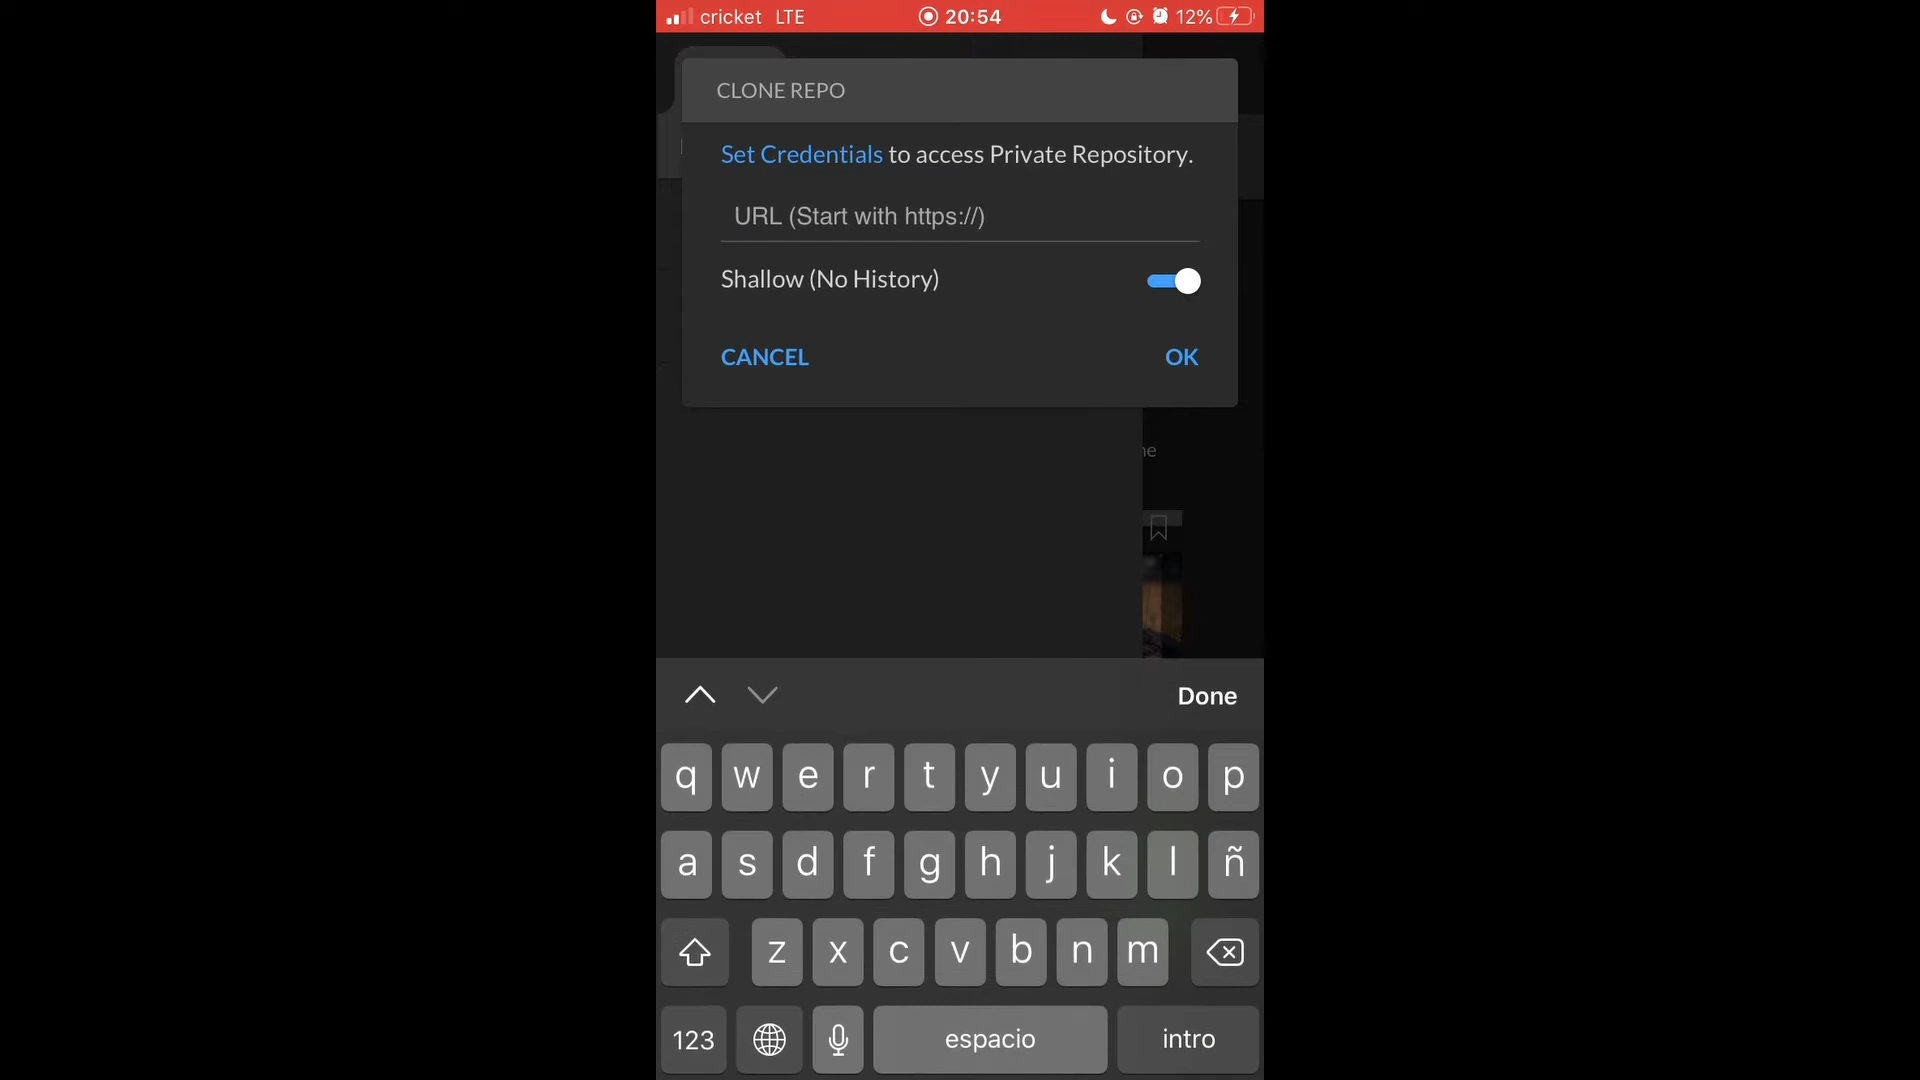 cricket LTE 20:54 12%
CLONE REPO
Set Credentials to access Private Repository.
URL (Start with https://)
Shallow (No History)
CANCEL OK
Done
q w e r t y u i o p
a s d f g h j k l ñ
z x c v b n m
123 espacio intro